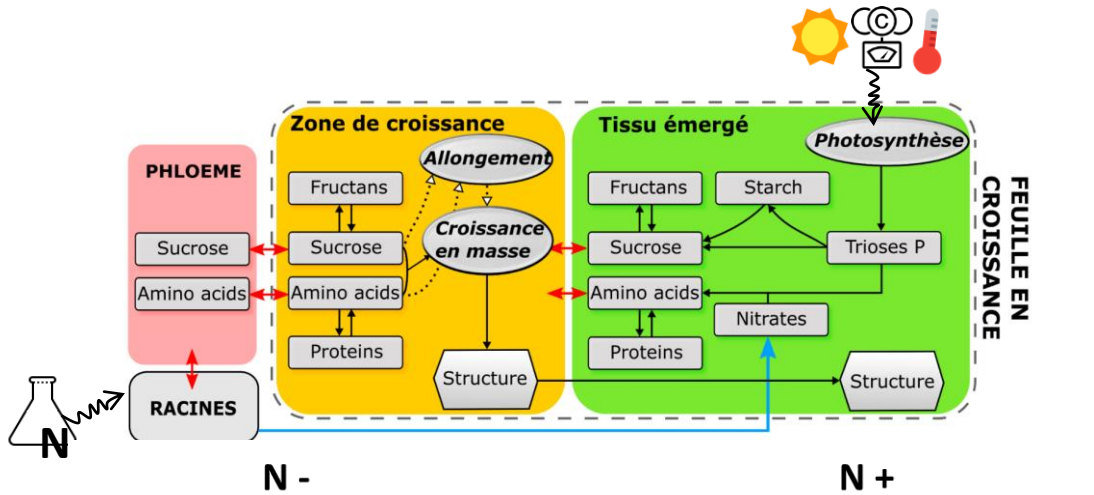 C
Zone de croissance
Tissu émergé
Photosynthèse
PHLOEME
Allongement
Fructans
Fructans
Starch
Croissance
en masse
Sucrose
Sucrose
Sucrose
Trioses P
Amino acids
Amino acids
Amino acids
Nitrates
Proteins
Proteins
Structure
Structure
RACINES
N
FEUILLE EN
CROISSANCE
N -
N +